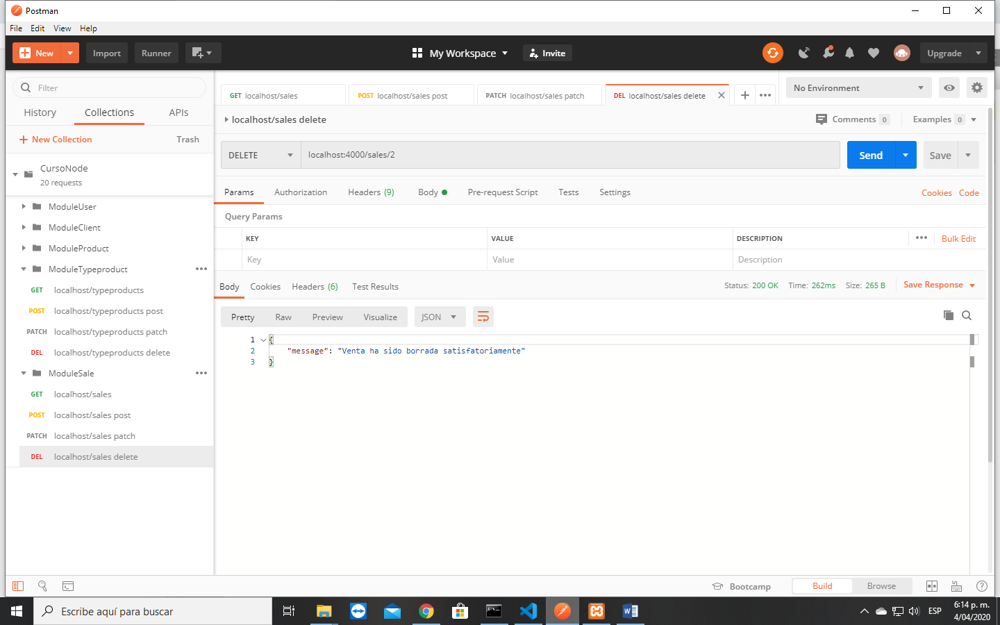 Postman
File Edit View Help
New Import Runner My Workspace Invite Upgrade
Filter
History Collections APIs
New Collection Trash
CursoNode
20 requests
ModuleUser
ModuleClient
ModuleProduct
ModuleTypeproduct
GET localhost/typeproducts
POST localhost/typeproducts post
PATCH localhost/typeproducts patch
DEL localhost/typeproducts delete
ModuleSale
GET localhost/sales
POST localhost/sales post
PATCH localhost/sales patch
DEL localhost/sales delete
GET localhost/sales POST localhost/sales post PATCH localhost/sales patch DEL localhost/sales delete No Environment
localhost/sales delete Comments 0 Examples 0
DELETE localhost:4000/sales/2 Send Save
Params Authorization Headers (9) Body Pre-request Script Tests Settings Cookies Code
Query Params
KEY VALUE DESCRIPTION Bulk Edit
Key Value Description
Body Cookies Headers (6) Test Results Status: 200 OK Time: 262ms Size: 265 B Save Response
Pretty Raw Preview Visualize JSON
1 {
2 "message": "Venta ha sido borrada satisfatoriamente"
3 }
Bootcamp Build Browse
Escribe aquí para buscar
ESP
6:14 p. m.
4/04/2020